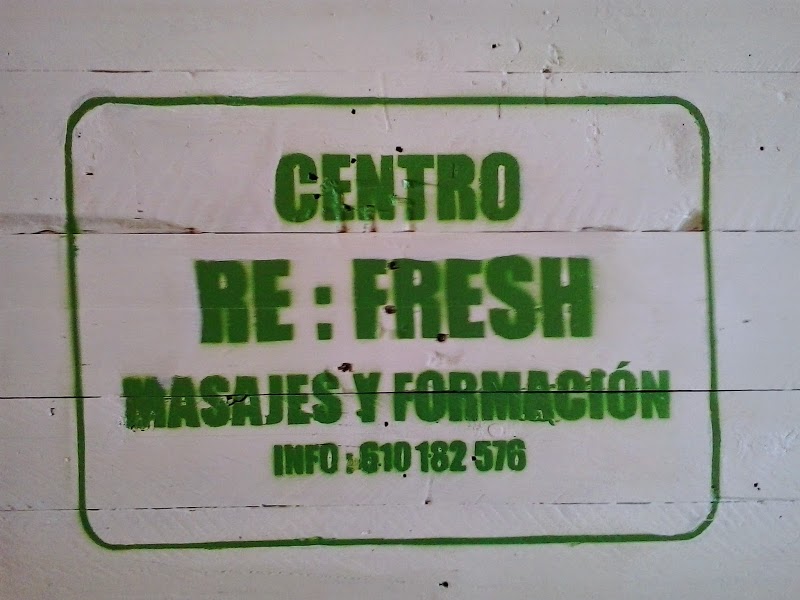 CENTRO
RE : FRESH
MASAJES Y FORMACIÓN
INFO : 610 182 576